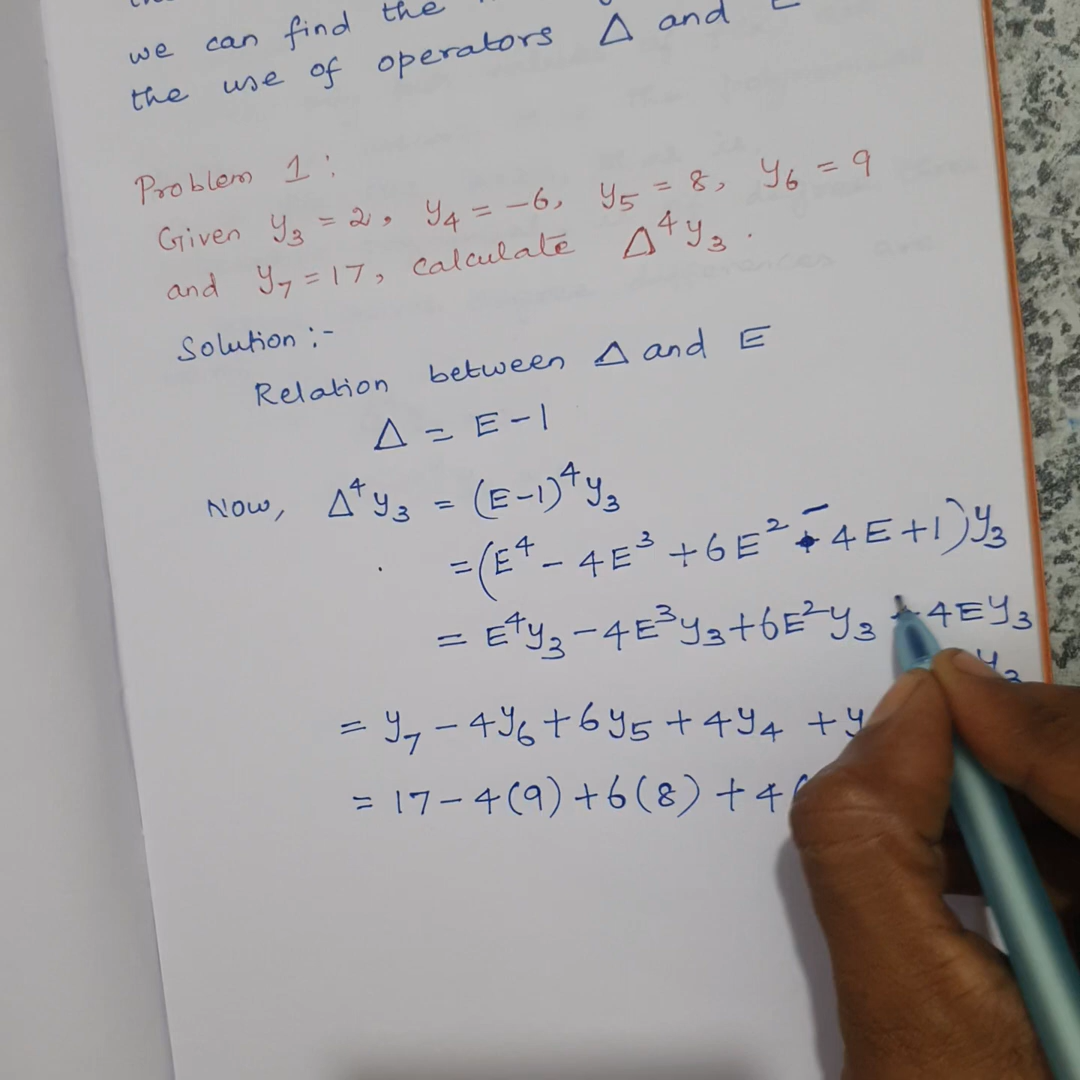 we can find the
the use of operators Δ and E
Problem 1 :
Given y₃ = 2, y₄ = -6, y₅ = 8, y₆ = 9
and y₇ = 17, calculate Δ⁴y₃.
Solution :-
Relation between Δ and E
Δ = E-1
Now, Δ⁴y₃ = (E-1)⁴y₃
= (E⁴ - 4E³ + 6E² - 4E + 1)y₃
= E⁴y₃ - 4E³y₃ + 6E²y₃ - 4Ey₃
y₃
= y₇ - 4y₆ + 6y₅ + 4y₄ + y
= 17 - 4(9) + 6(8) + 4(